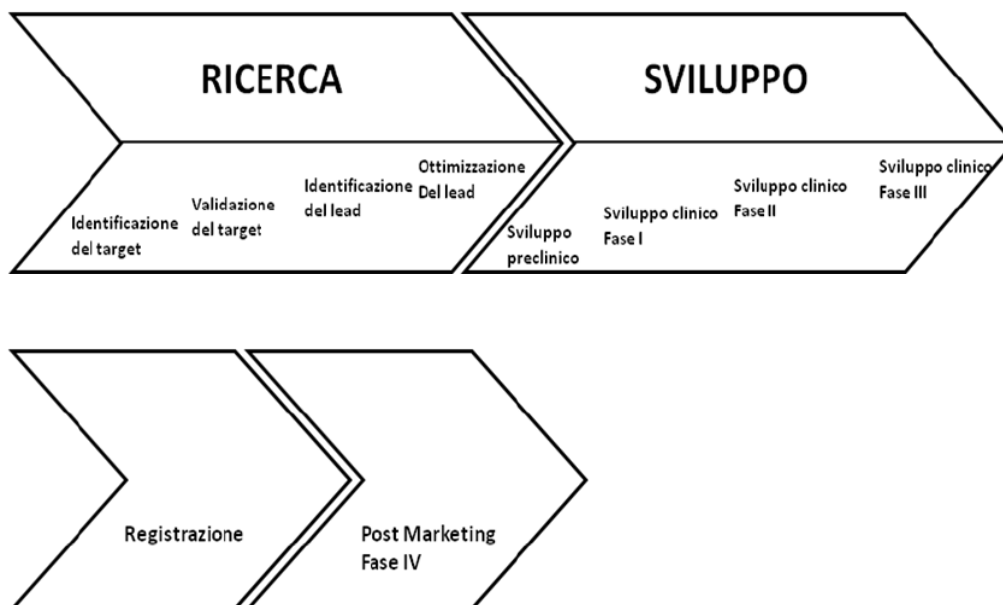 RICERCA
Identificazione
del target
Validazione
del target
Identificazione
del lead
Ottimizzazione
Del lead
SVILUPPO
Sviluppo
preclinico
Sviluppo clinico
Fase I
Sviluppo clinico
Fase II
Sviluppo clinico
Fase III
Registrazione
Post Marketing
Fase IV